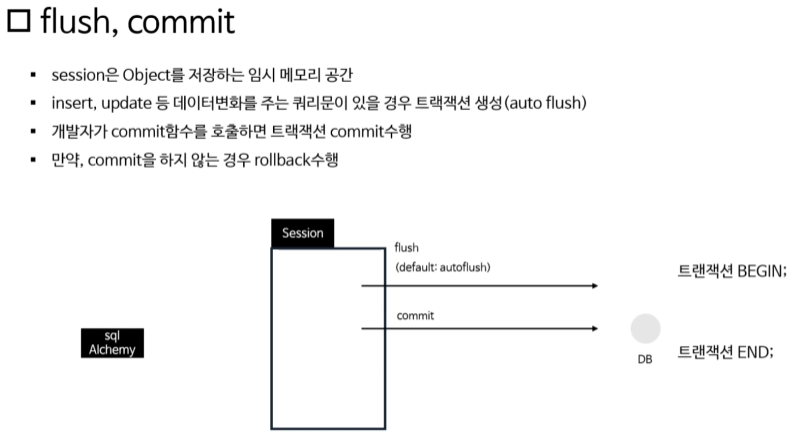 flush, commit
session은 Object를 저장하는 임시 메모리 공간
insert, update 등 데이터변화를 주는 쿼리문이 있을 경우 트랙잭션 생성(auto flush)
개발자가 commit함수를 호출하면 트랙잭션 commit수행
만약, commit을 하지 않는 경우 rollback수행
Session
flush
(default: autoflush)
트랜잭션 BEGIN;
commit
sql
Alchemy
DB
트랜잭션 END;